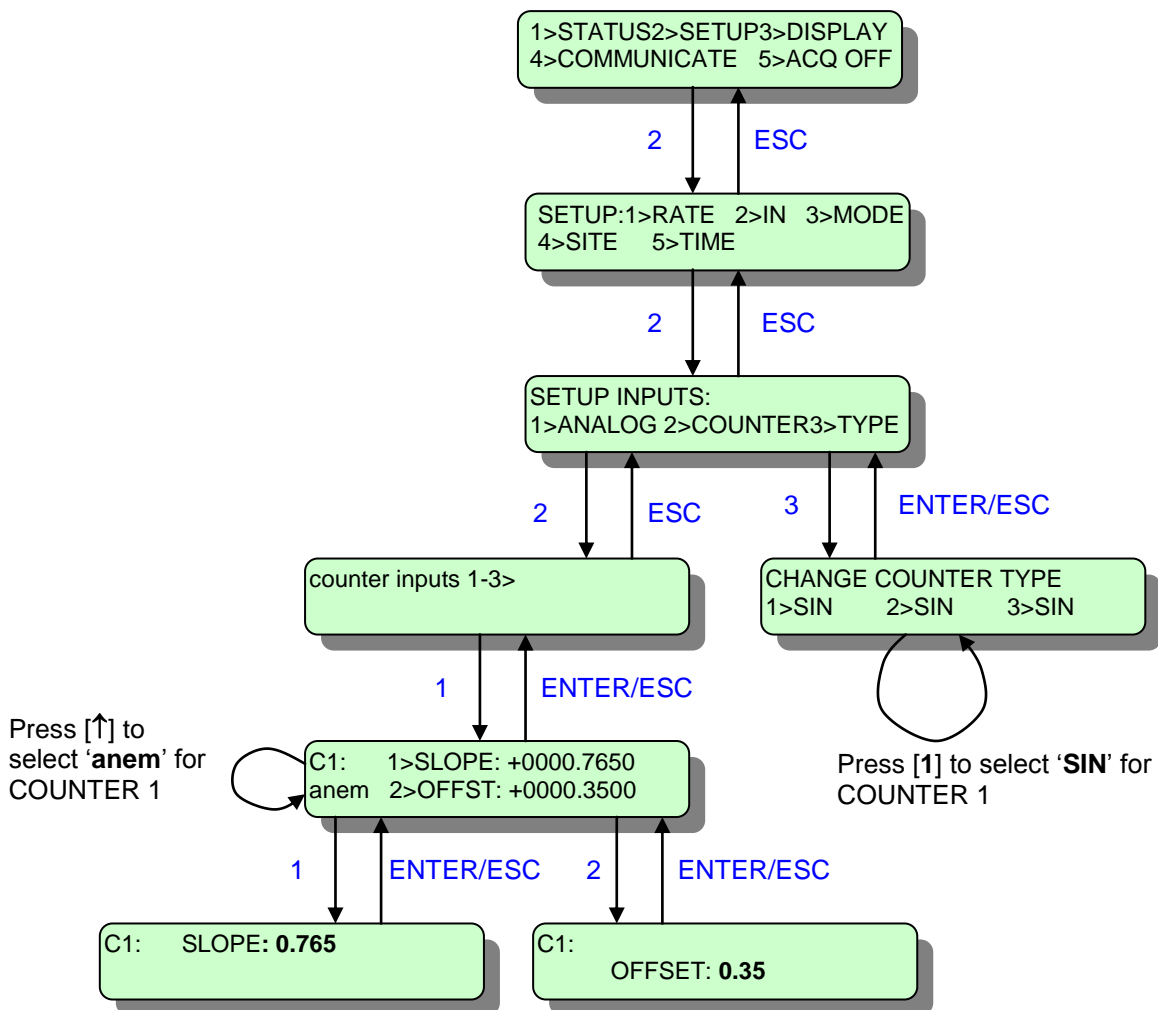 1>STATUS2>SETUP3>DISPLAY
4>COMMUNICATE 5>ACQ OFF
2 ESC
SETUP:1>RATE 2>IN 3>MODE
4>SITE 5>TIME
2 ESC
SETUP INPUTS:
1>ANALOG 2>COUNTER3>TYPE
2 ESC 3 ENTER/ESC
counter inputs 1-3>
CHANGE COUNTER TYPE
1>SIN 2>SIN 3>SIN
1 ENTER/ESC
Press [↑] to
select ‘anem’ for
COUNTER 1
C1: 1>SLOPE: +0000.7650
anem 2>OFFST: +0000.3500
Press [1] to select ‘SIN’ for
COUNTER 1
1 ENTER/ESC 2 ENTER/ESC
C1: SLOPE: 0.765
C1:
OFFSET: 0.35